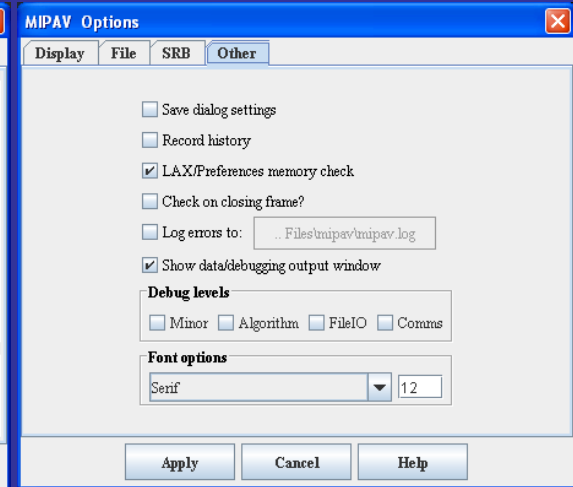 MIPAV Options
Display File SRB Other
Save dialog settings
Record history
LAX/Preferences memory check
Check on closing frame?
Log errors to: .. Files\mipav\mipav.log
Show data/debugging output window
Debug levels
Minor Algorithm FileIO Comms
Font options
Serif 12
Apply Cancel Help